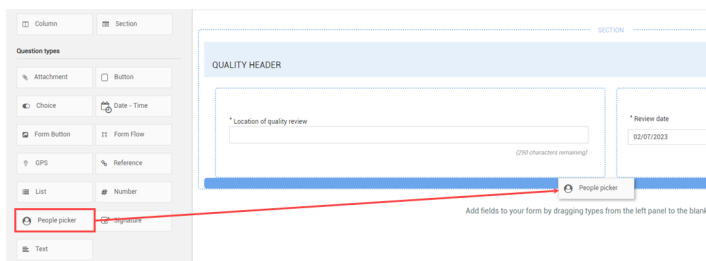 Column
Section
SECTION
Question types
QUALITY HEADER
Attachment
Button
Choice
Date - Time
* Location of quality review
* Review date
Form Button
Form Flow
02/07/2023
(250 characters remaining)
GPS
Reference
List
Number
People picker
People picker
Signature
Add fields to your form by dragging types from the left panel to the blank
Text